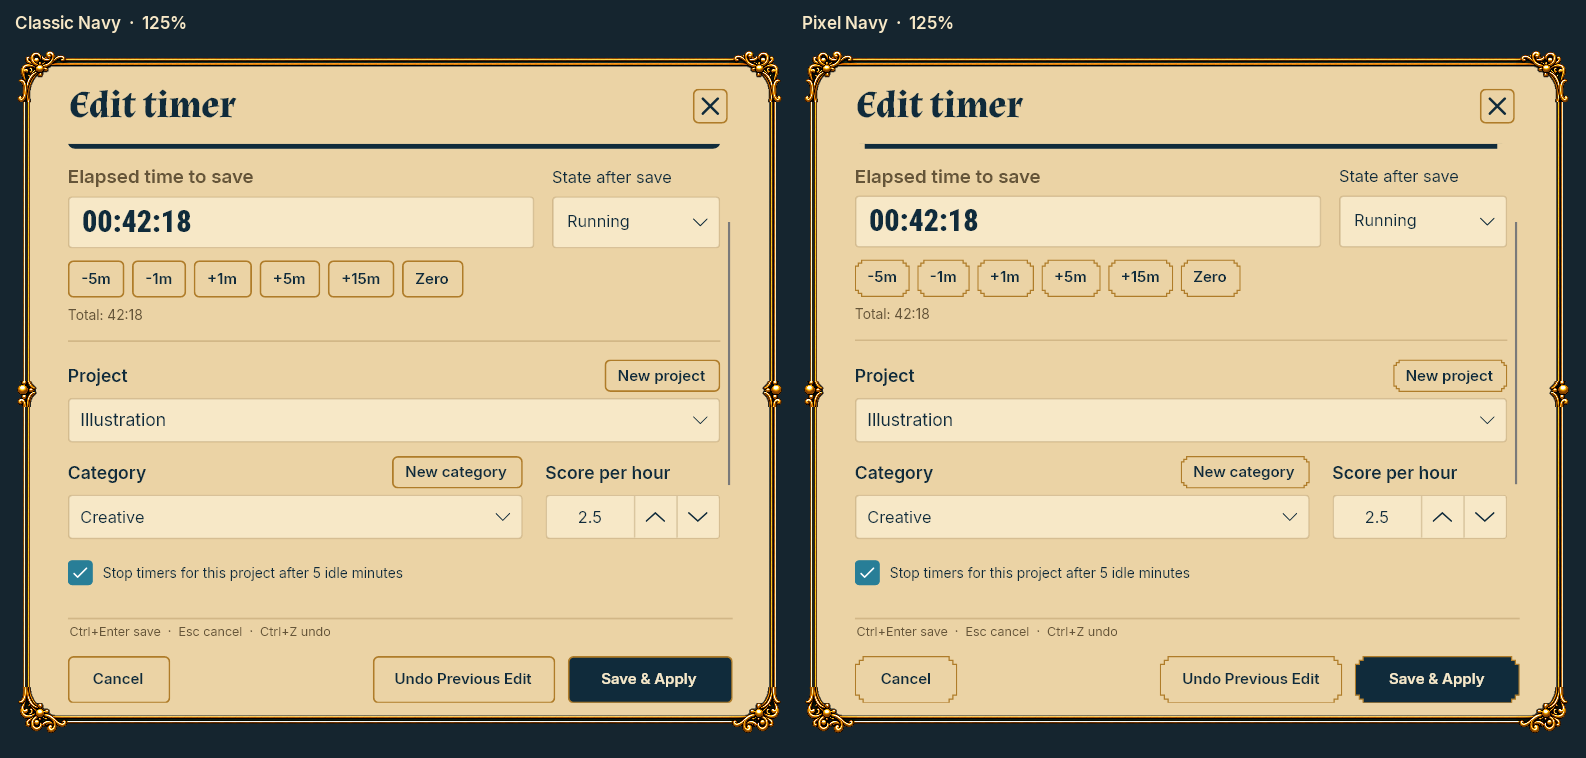 Classic Navy · 125%
Edit timer
Elapsed time to save
State after save
00:42:18
Running
-5m
-1m
+1m
+5m
+15m
Zero
Total: 42:18
Project
New project
Illustration
Category
New category
Score per hour
Creative
2.5
Stop timers for this project after 5 idle minutes
Ctrl+Enter save · Esc cancel · Ctrl+Z undo
Cancel
Undo Previous Edit
Save & Apply
Pixel Navy · 125%
Edit timer
Elapsed time to save
State after save
00:42:18
Running
-5m
-1m
+1m
+5m
+15m
Zero
Total: 42:18
Project
New project
Illustration
Category
New category
Score per hour
Creative
2.5
Stop timers for this project after 5 idle minutes
Ctrl+Enter save · Esc cancel · Ctrl+Z undo
Cancel
Undo Previous Edit
Save & Apply